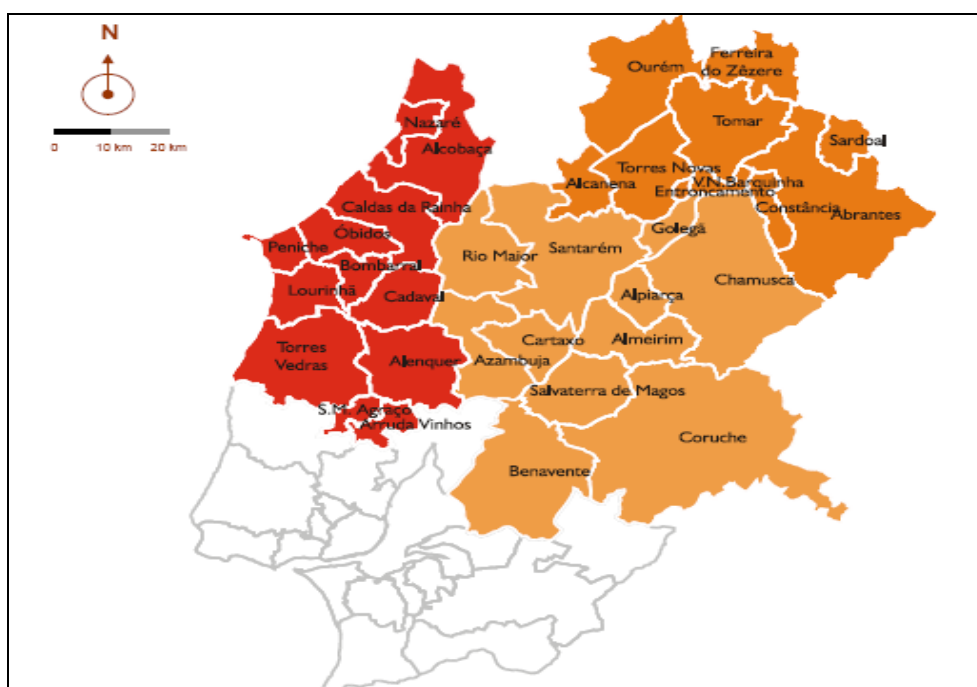 N
0 10 km 20 km
Ourém
Ferreira
do Zêzere
Nazaré
Alcobaça
Tomar
Sardoal
Torres Novas
Alcanena
V.N.Barquinha
Entroncamento
Constância
Abrantes
Caldas da Rainha
Óbidos
Peniche
Bombarral
Lourinhã
Cadaval
Rio Maior
Santarém
Golegã
Chamusca
Alpiarça
Torres
Vedras
Alenquer
Azambuja
Cartaxo
Almeirim
Salvaterra de Magos
S.M. Agraço
Arruda Vinhos
Coruche
Benavente